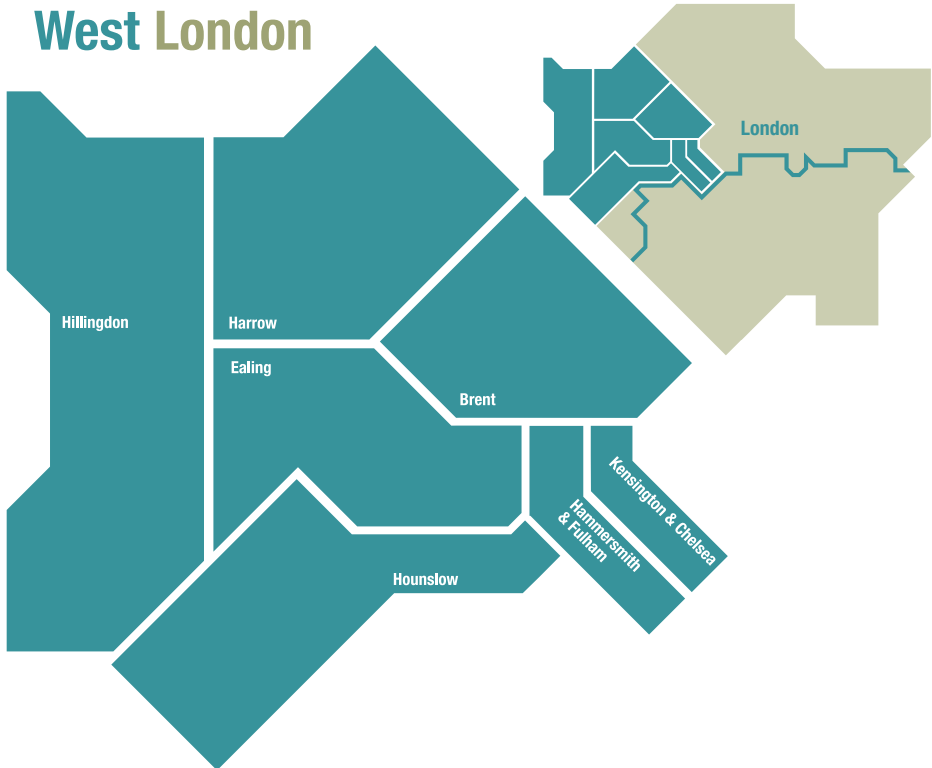 West London
London
Hillingdon
Harrow
Ealing
Brent
Kensington & Chelsea
Hammersmith
& Fulham
Hounslow